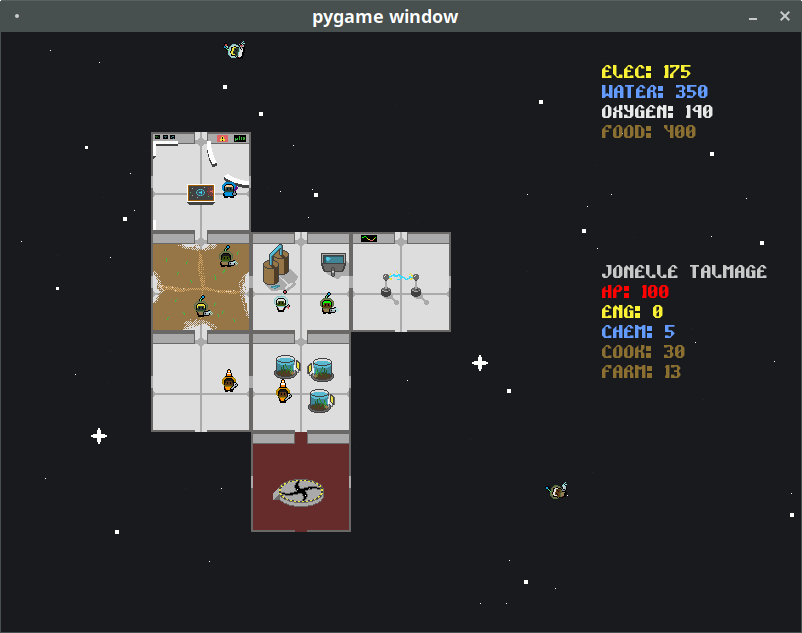 pygame window
ELEC: 175
WATER: 350
OXYGEN: 190
FOOD: 400
JONELLE TALMAGE
HP: 100
ENG: 0
CHEM: 5
COOK: 30
FARM: 13